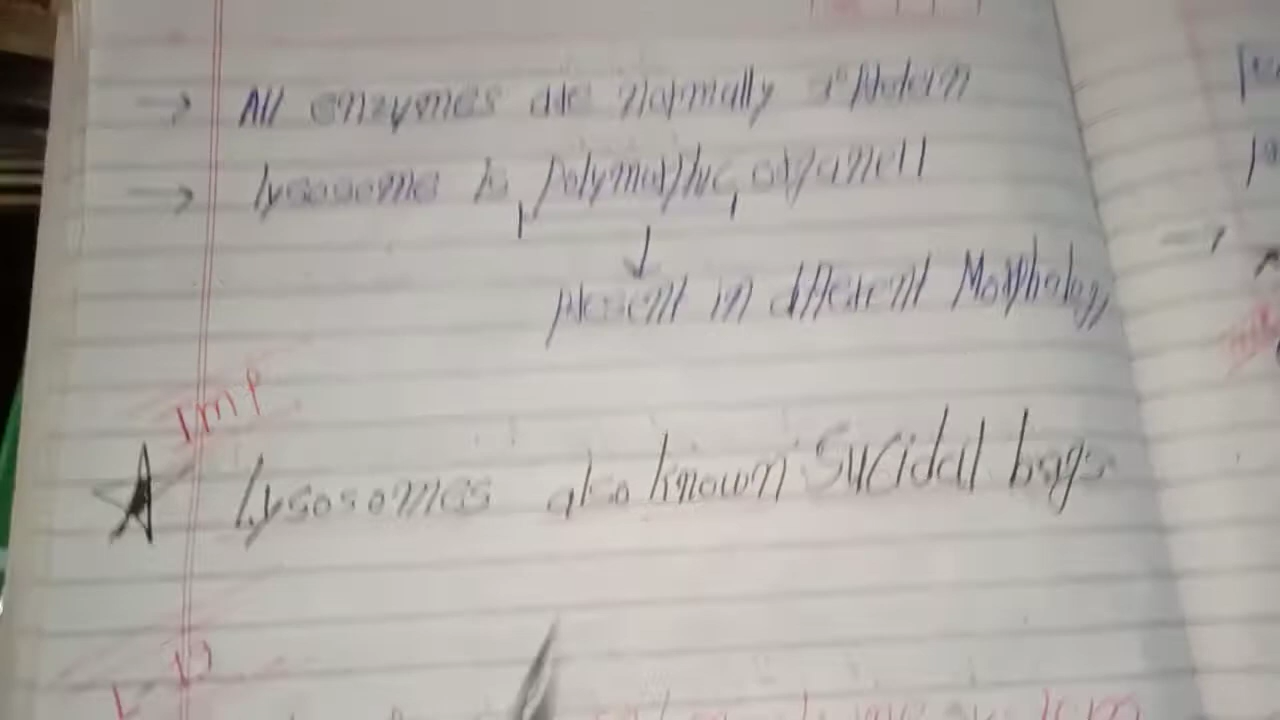 → All enzymes are normally a protein
→ Lysosome is polymorphic organell
↓
present in different Morphology
Imp
Lysosomes also known Sucidal bags